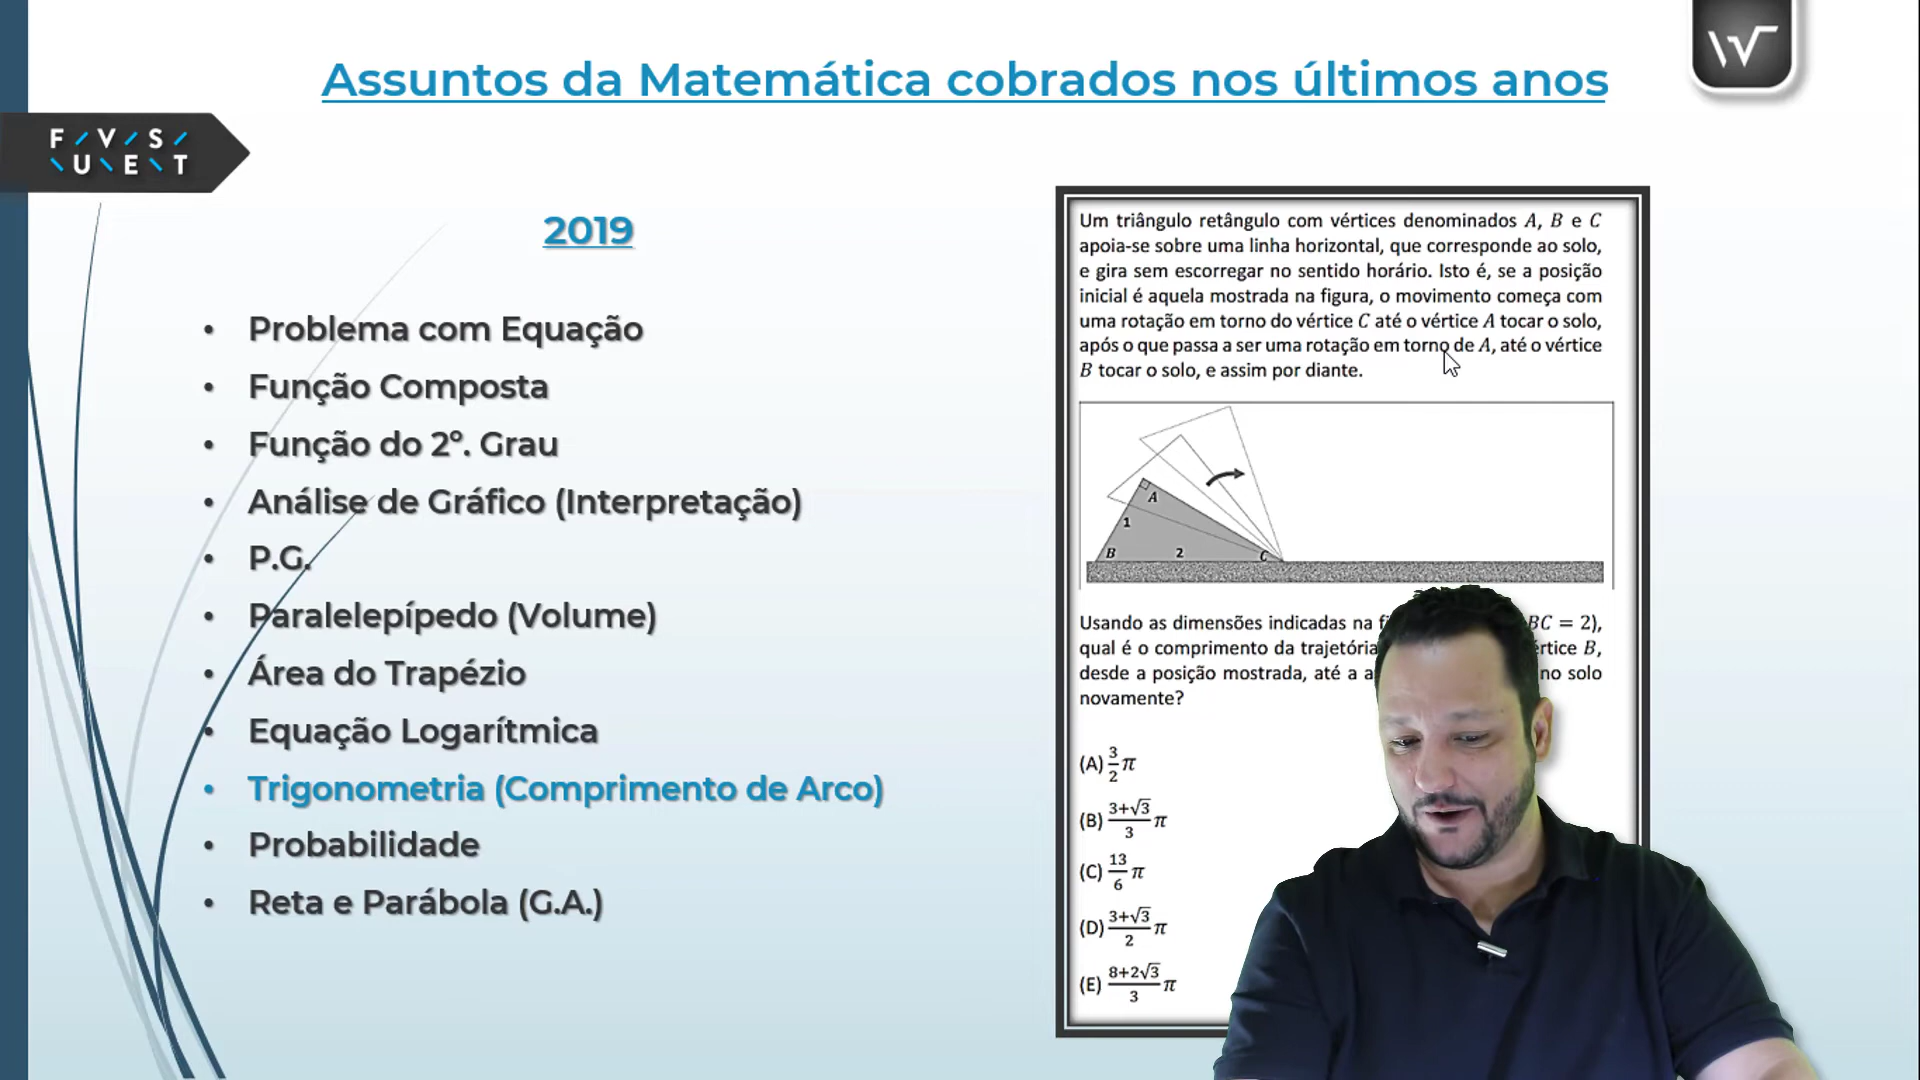 Assuntos da Matemática cobrados nos últimos anos
F V S
U E T
2019
• Problema com Equação
• Função Composta
• Função do 2º. Grau
• Análise de Gráfico (Interpretação)
• P.G.
• Paralelepípedo (Volume)
• Área do Trapézio
• Equação Logarítmica
• Trigonometria (Comprimento de Arco)
• Probabilidade
• Reta e Parábola (G.A.)
Um triângulo retângulo com vértices denominados A, B e C
apoia-se sobre uma linha horizontal, que corresponde ao solo,
e gira sem escorregar no sentido horário. Isto é, se a posição
inicial é aquela mostrada na figura, o movimento começa com
uma rotação em torno do vértice C até o vértice A tocar o solo,
após o que passa a ser uma rotação em torno de A, até o vértice
B tocar o solo, e assim por diante.
A
1
B 2 C
Usando as dimensões indicadas na BC = 2),
qual é o comprimento da trajetória B,
desde a posição mostrada, até a no solo
novamente?
(A) 3/2 π
(B) (3+√3)/3 π
(C) 13/6 π
(D) (3+√3)/2 π
(E) (8+2√3)/3 π